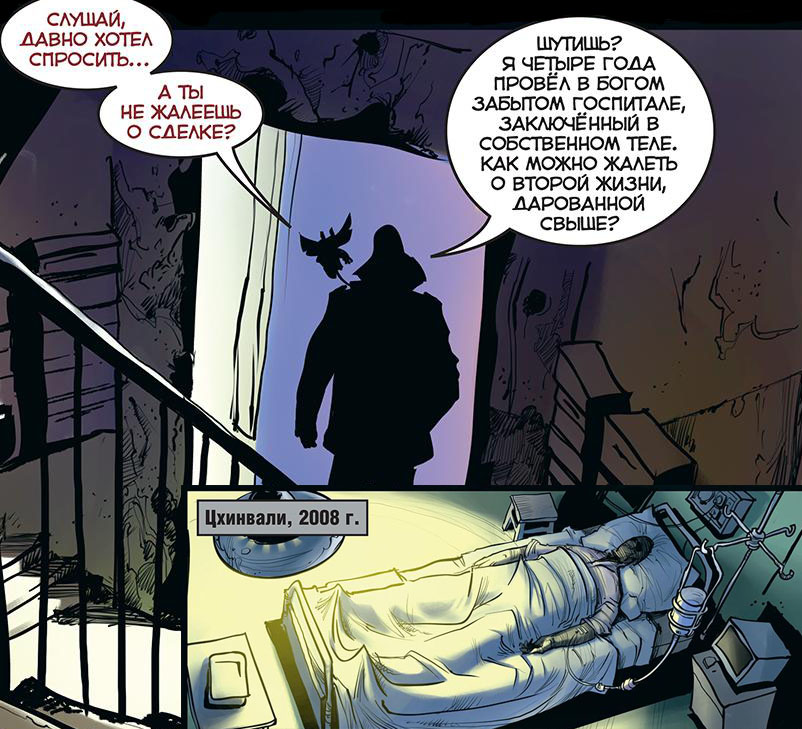 СЛУШАЙ,
ДАВНО ХОТЕЛ
СПРОСИТЬ...
А ТЫ
НЕ ЖАЛЕЕШЬ
О СДЕЛКЕ?
ШУТИШЬ?
Я ЧЕТЫРЕ ГОДА
ПРОВЁЛ В БОГОМ
ЗАБЫТОМ ГОСПИТАЛЕ,
ЗАКЛЮЧЁННЫЙ В
СОБСТВЕННОМ ТЕЛЕ.
КАК МОЖНО ЖАЛЕТЬ
О ВТОРОЙ ЖИЗНИ,
ДАРОВАННОЙ
СВЫШЕ?
Цхинвали, 2008 г.